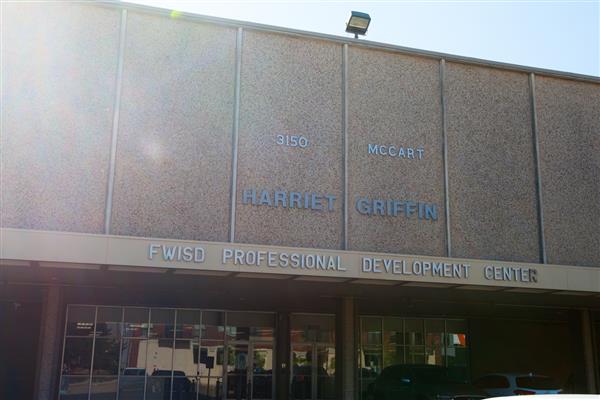 3150 MCCART
HARRIET GRIFFIN
FWISD PROFESSIONAL DEVELOPMENT CENTER